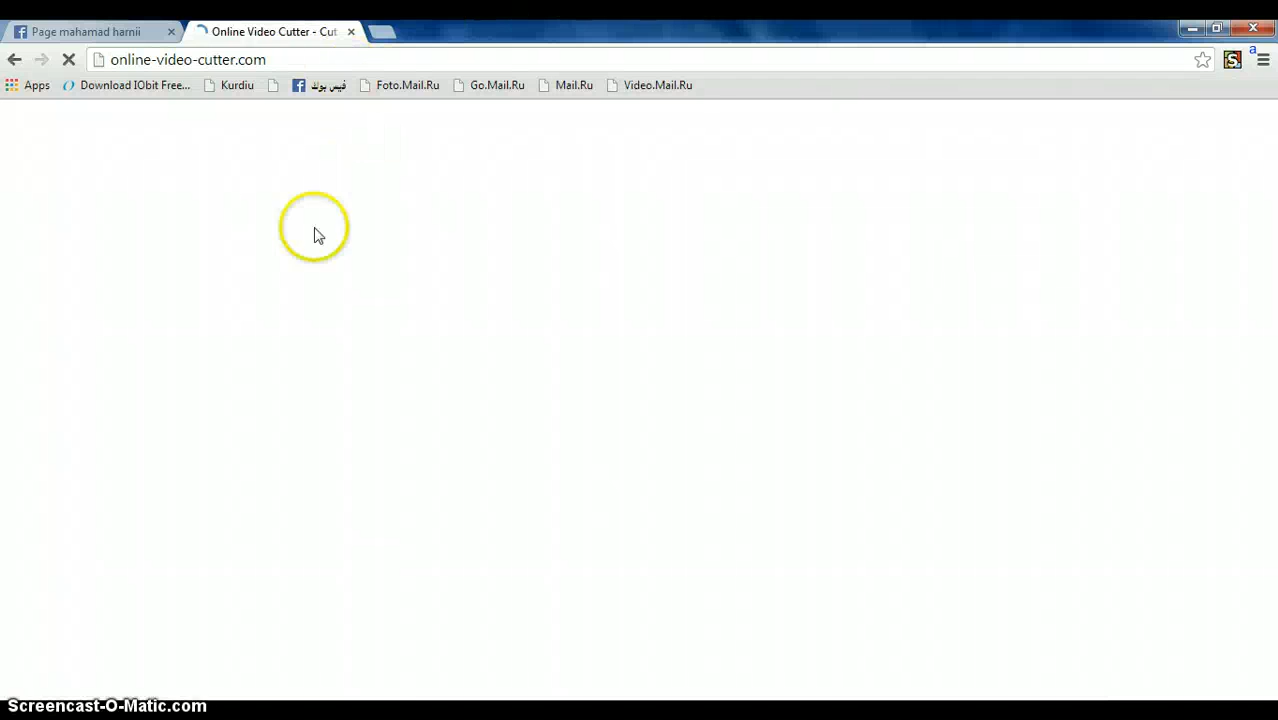 Page mahamad harnii
Online Video Cutter - Cut
online-video-cutter.com
Apps
Download IObit Free...
Kurdiu
فيس بوك
Foto.Mail.Ru
Go.Mail.Ru
Mail.Ru
Video.Mail.Ru
a
S
Screencast-O-Matic.com